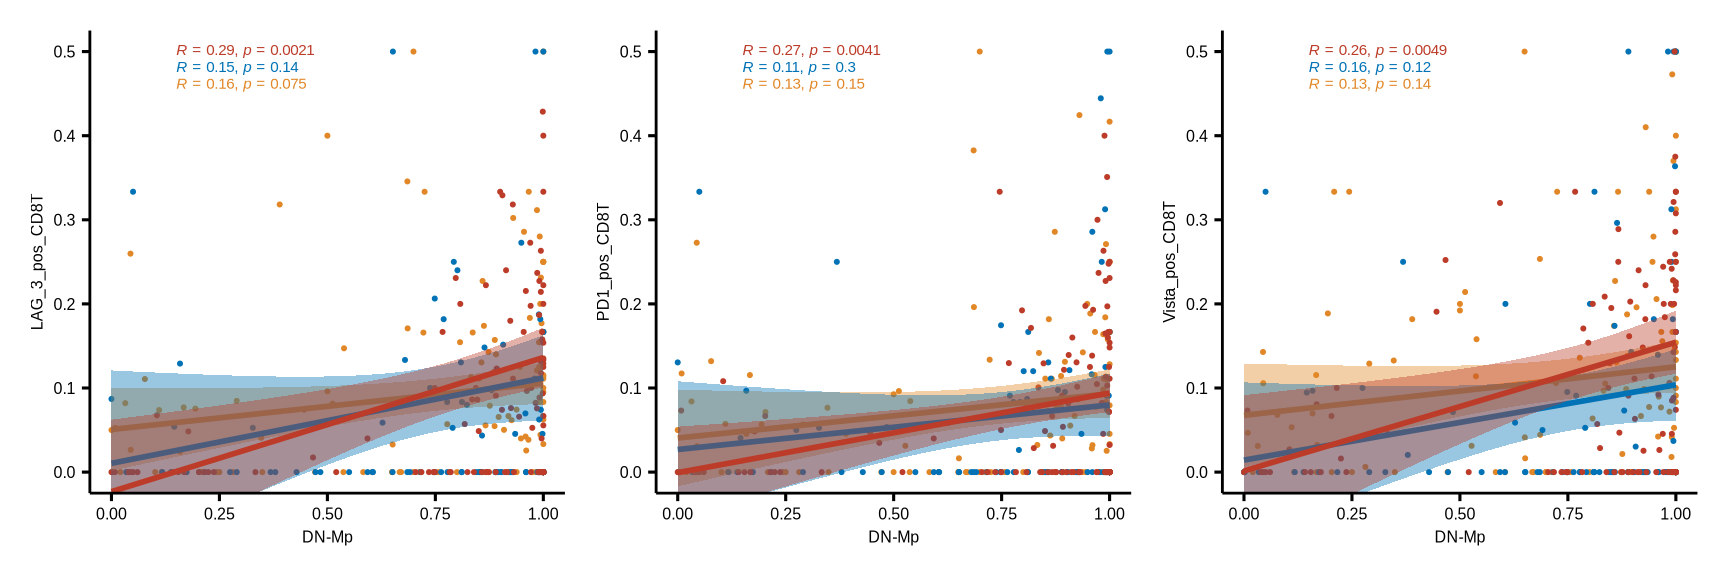 R = 0.29, p = 0.0021
R = 0.15, p = 0.14
R = 0.16, p = 0.075
0.5
0.4
0.3
0.2
0.1
0.0
LAG_3_pos_CD8T
0.00 0.25 0.50 0.75 1.00
DN-Mp
R = 0.27, p = 0.0041
R = 0.11, p = 0.3
R = 0.13, p = 0.15
0.5
0.4
0.3
0.2
0.1
0.0
PD1_pos_CD8T
0.00 0.25 0.50 0.75 1.00
DN-Mp
R = 0.26, p = 0.0049
R = 0.16, p = 0.12
R = 0.13, p = 0.14
0.5
0.4
0.3
0.2
0.1
0.0
Vista_pos_CD8T
0.00 0.25 0.50 0.75 1.00
DN-Mp